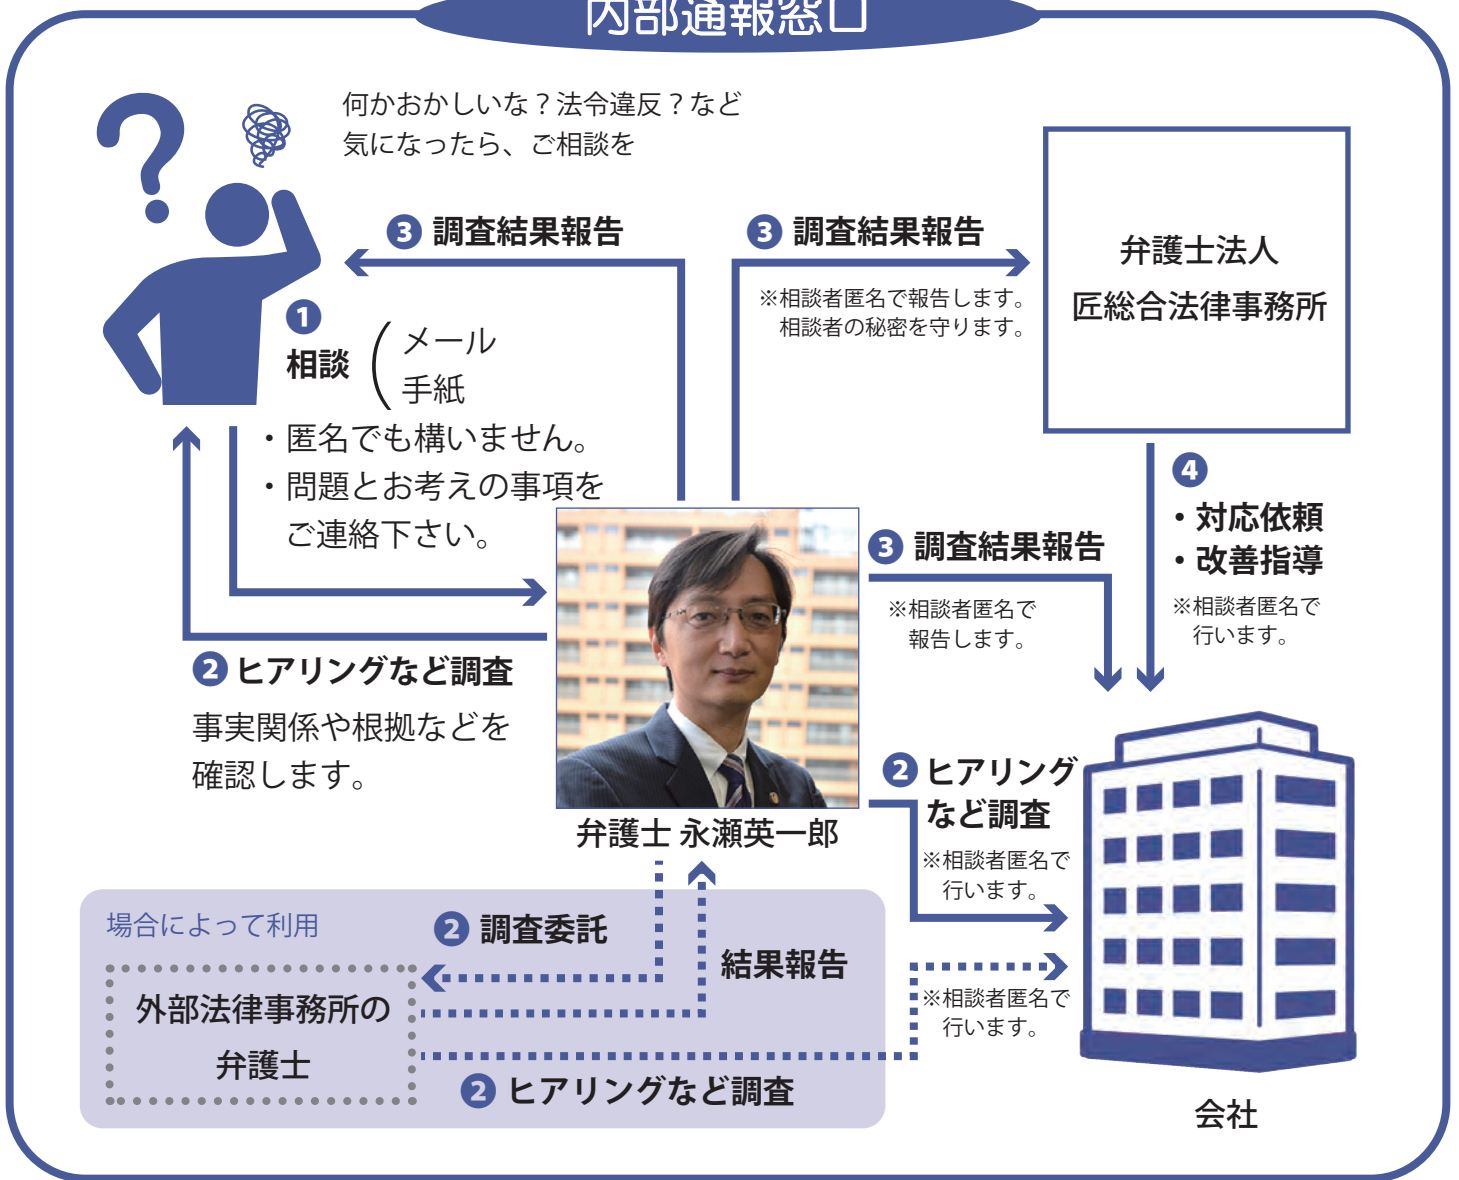 内部通報窓口
何かおかしいな？法令違反？など
気になったら、ご相談を
❸ 調査結果報告
❸ 調査結果報告
※相談者匿名で報告します。
相談者の秘密を守ります。
弁護士法人
匠総合法律事務所
❶
相談
メール
手紙
・匿名でも構いません。
・問題とお考えの事項を
ご連絡下さい。
❹
・対応依頼
・改善指導
※相談者匿名で
行います。
❸ 調査結果報告
※相談者匿名で
報告します。
❷ ヒアリングなど調査
事実関係や根拠などを
確認します。
❷ ヒアリング
など調査
※相談者匿名で
行います。
弁護士 永瀬英一郎
場合によって利用
❷ 調査委託
結果報告
外部法律事務所の
弁護士
※相談者匿名で
行います。
❷ ヒアリングなど調査
会社